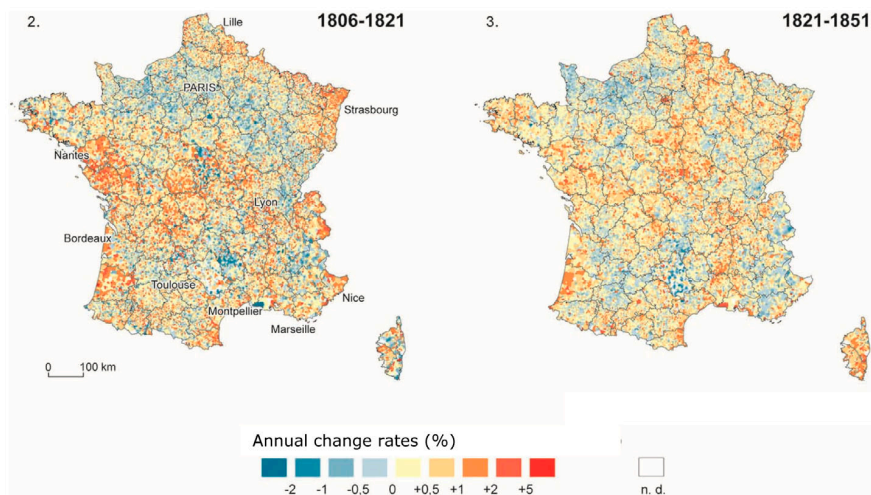 2.
1806-1821
3.
1821-1851
Lille
PARIS
Strasbourg
Nantes
Lyon
Bordeaux
Toulouse
Nice
Montpellier
Marseille
0 100 km
Annual change rates (%)
-2 -1 -0.5 0 +0.5 +1 +2 +5 n. d.